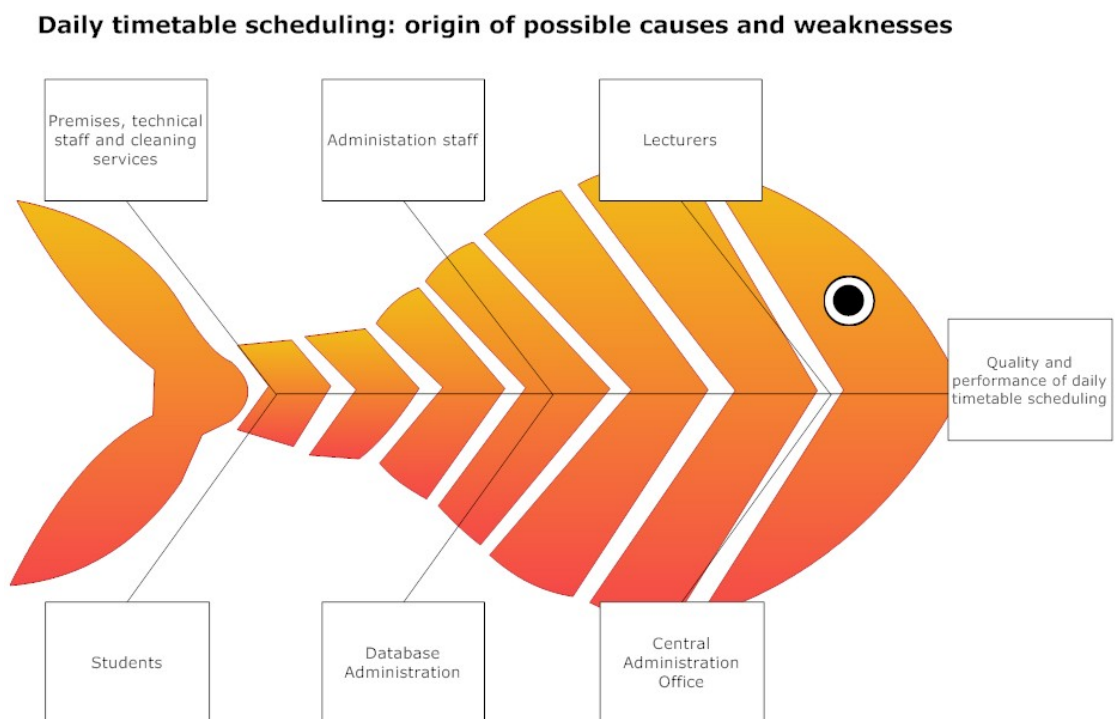 Daily timetable scheduling: origin of possible causes and weaknesses
Premises, technical
staff and cleaning
services
Administation staff
Lecturers
Quality and
performance of daily
timetable scheduling
Students
Database
Administration
Central
Administration
Office